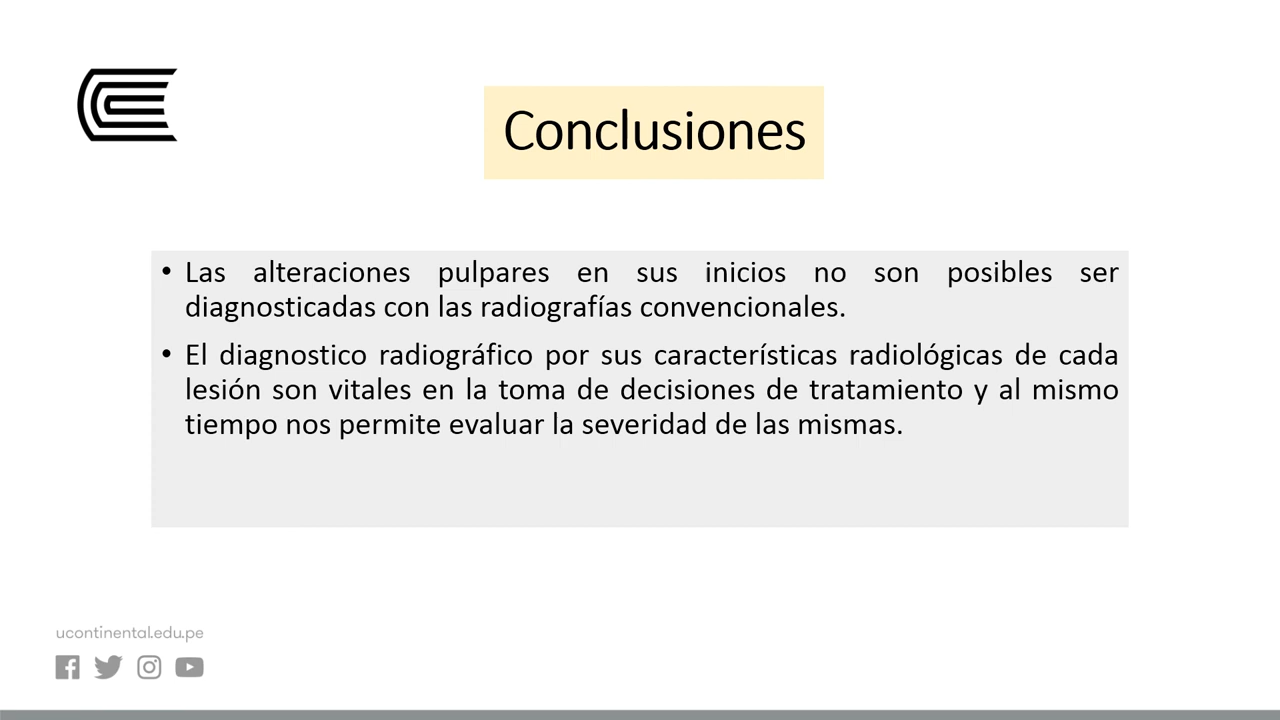 Conclusiones
• Las alteraciones pulpares en sus inicios no son posibles ser
diagnosticadas con las radiografías convencionales.
• El diagnostico radiográfico por sus características radiológicas de cada
lesión son vitales en la toma de decisiones de tratamiento y al mismo
tiempo nos permite evaluar la severidad de las mismas.
ucontinental.edu.pe